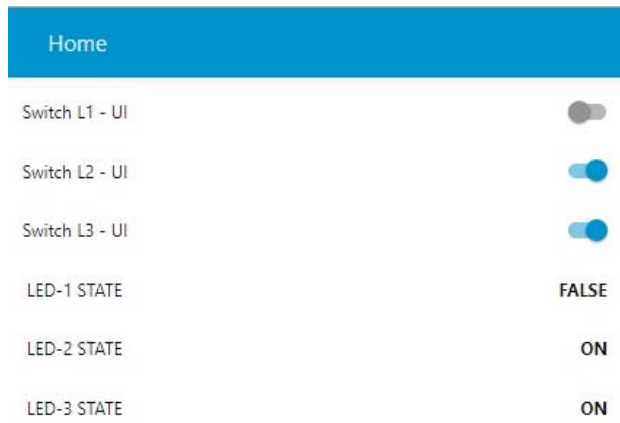 Home
Switch L1 - UI
Switch L2 - UI
Switch L3 - UI
LED-1 STATE FALSE
LED-2 STATE ON
LED-3 STATE ON